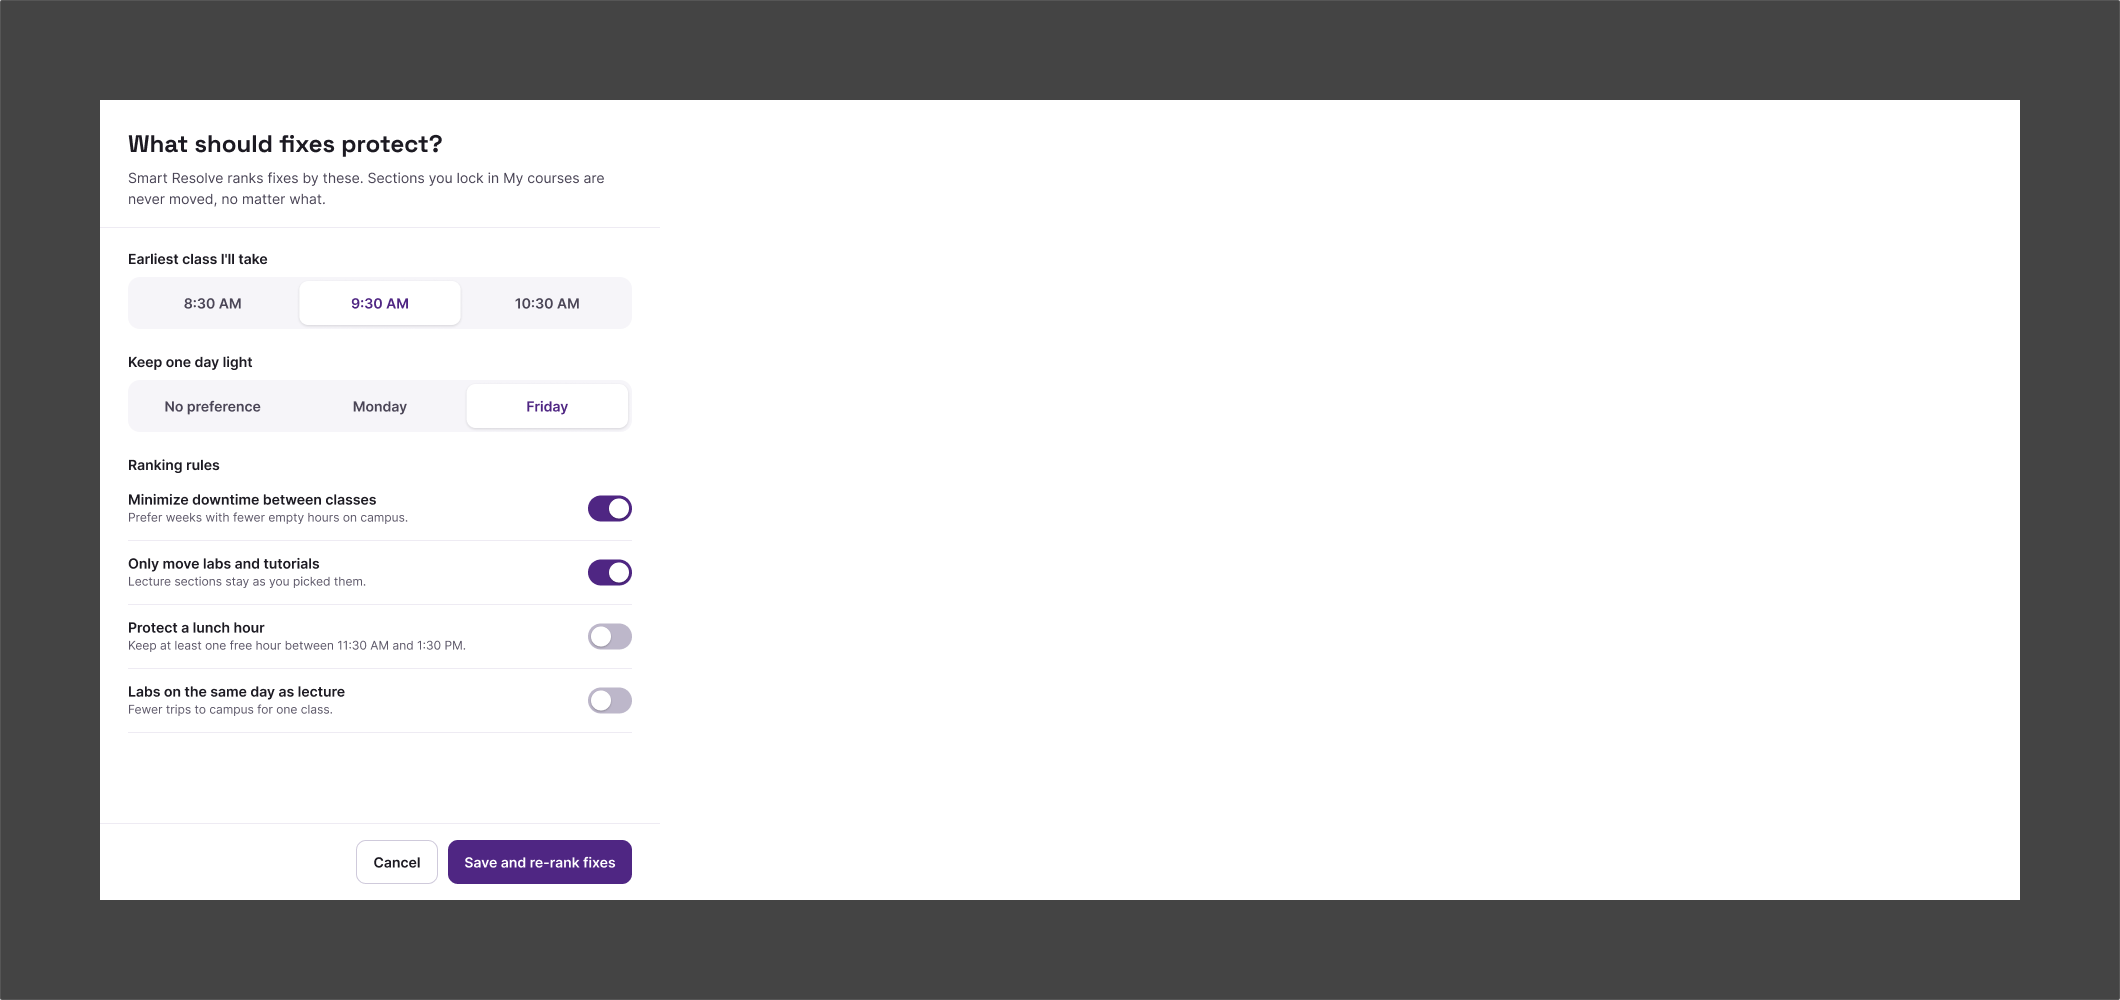 What should fixes protect?
Smart Resolve ranks fixes by these. Sections you lock in My courses are
never moved, no matter what.
Earliest class I'll take
8:30 AM
9:30 AM
10:30 AM
Keep one day light
No preference
Monday
Friday
Ranking rules
Minimize downtime between classes
Prefer weeks with fewer empty hours on campus.
Only move labs and tutorials
Lecture sections stay as you picked them.
Protect a lunch hour
Keep at least one free hour between 11:30 AM and 1:30 PM.
Labs on the same day as lecture
Fewer trips to campus for one class.
Cancel
Save and re-rank fixes